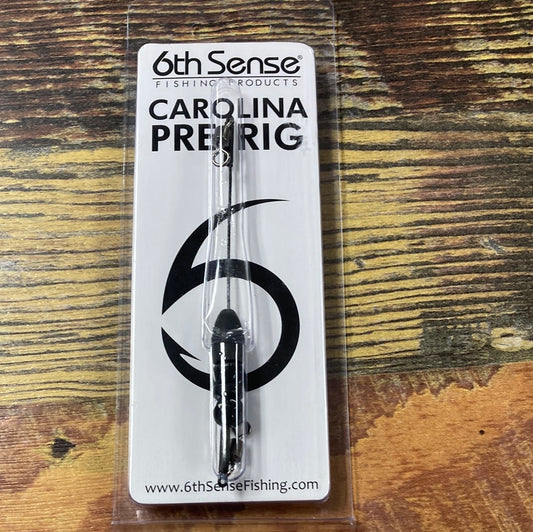 6th Sense®
FISHING PRODUCTS
CAROLINA
PRE RIG
www.6thSenseFishing.com